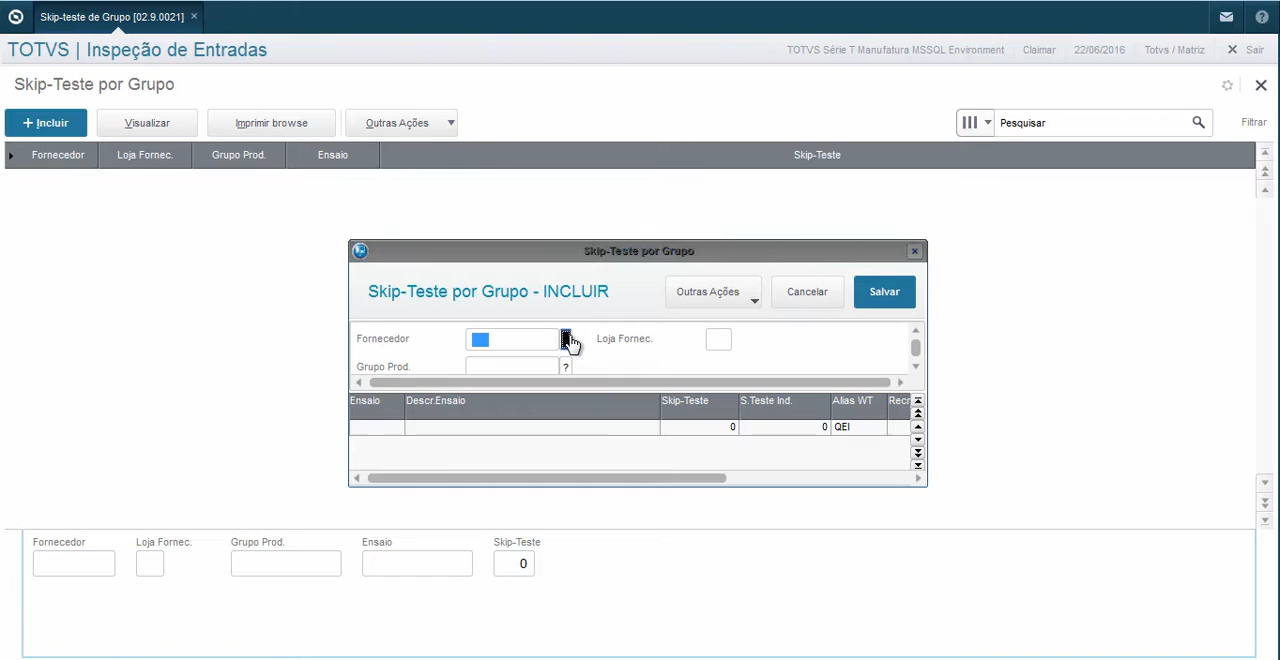 Skip-teste de Grupo [02.9.0021] ×
TOTVS | Inspeção de Entradas
TOTVS Série T Manufatura MSSQL Environment Claimar 22/06/2016 Totvs / Matriz Sair
Skip-Teste por Grupo
+ Incluir Visualizar Imprimir browse Outras Ações Pesquisar Filtrar
Fornecedor Loja Fornec. Grupo Prod. Ensaio Skip-Teste
Skip-Teste por Grupo
Skip-Teste por Grupo - INCLUIR Outras Ações Cancelar Salvar
Fornecedor Loja Fornec.
Grupo Prod. ?
Ensaio Descr.Ensaio Skip-Teste S.Teste Ind. Alias WT Recn
0 0 QEI
Fornecedor Loja Fornec. Grupo Prod. Ensaio Skip-Teste
0